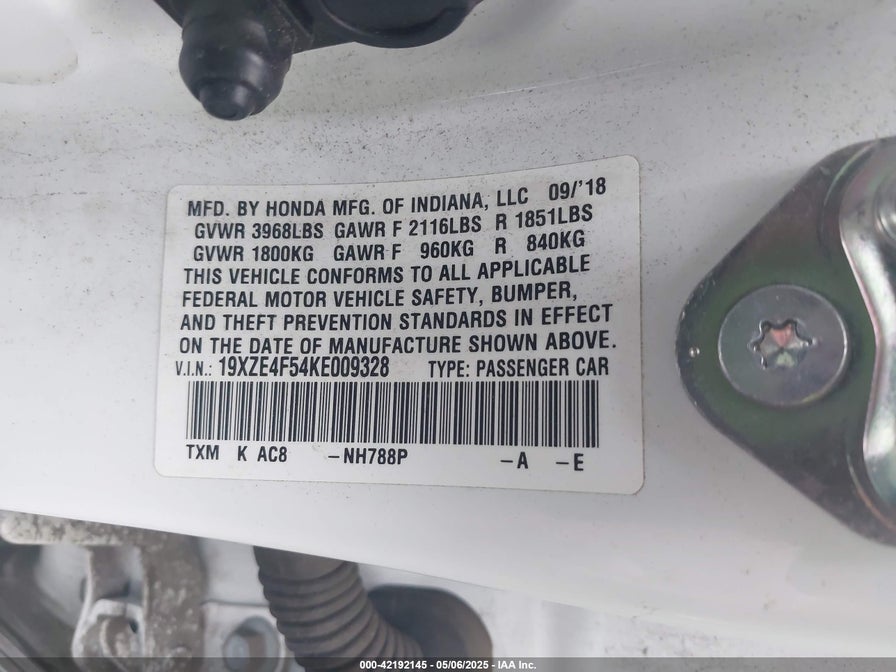 MFD. BY HONDA MFG. OF INDIANA, LLC 09/'18
GVWR 3968LBS GAWR F 2116LBS R 1851LBS
GVWR 1800KG GAWR F 960KG R 840KG
THIS VEHICLE CONFORMS TO ALL APPLICABLE
FEDERAL MOTOR VEHICLE SAFETY, BUMPER,
AND THEFT PREVENTION STANDARDS IN EFFECT
ON THE DATE OF MANUFACTURE SHOWN ABOVE.
V.I.N.: 19XZE4F54KE009328 TYPE: PASSENGER CAR
TXM K AC8 -NH788P -A -E
000-42192145 - 05/06/2025 - IAA Inc.